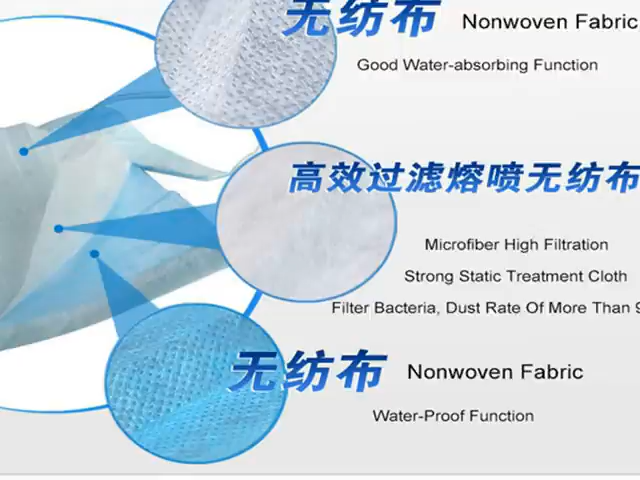 无纺布 Nonwoven Fabric
Good Water-absorbing Function
高效过滤熔喷无纺布
Microfiber High Filtration
Strong Static Treatment Cloth
Filter Bacteria, Dust Rate Of More Than
无纺布 Nonwoven Fabric
Water-Proof Function